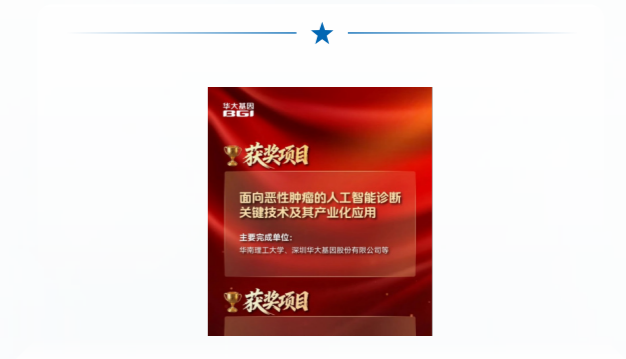 华大基因
BGI
获奖项目
面向恶性肿瘤的人工智能诊断
关键技术及其产业化应用
主要完成单位：
华南理工大学、深圳华大基因股份有限公司等
获奖项目